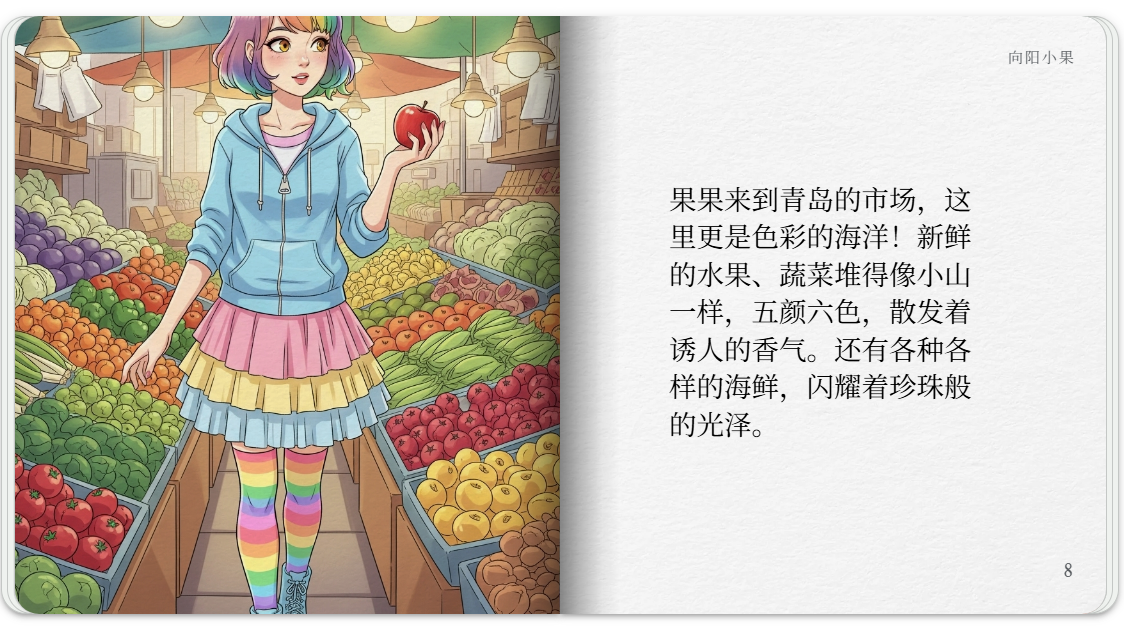 向阳小果
果果来到青岛的市场，这
里更是色彩的海洋！新鲜
的水果、蔬菜堆得像小山
一样，五颜六色，散发着
诱人的香气。还有各种各
样的海鲜，闪耀着珍珠般
的光泽。
8